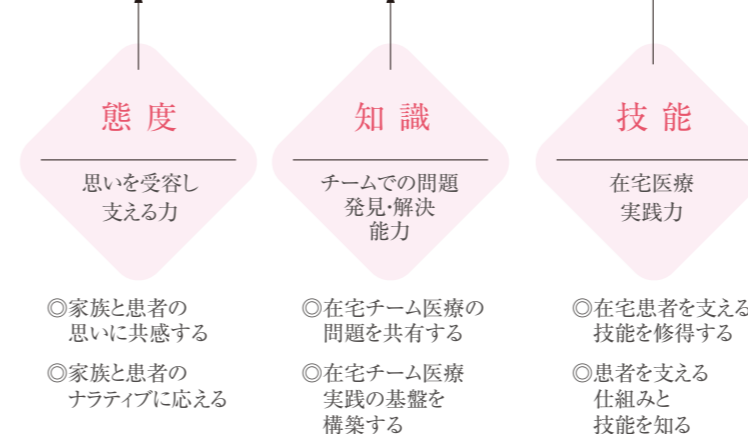 態度
思いを受容し
支える力
◎家族と患者の
思いに共感する
◎家族と患者の
ナラティブに応える
知識
チームでの問題
発見・解決
能力
◎在宅チーム医療の
問題を共有する
◎在宅チーム医療
実践の基盤を
構築する
技能
在宅医療
実践力
◎在宅患者を支える
技能を修得する
◎患者を支える
仕組みと
技能を知る